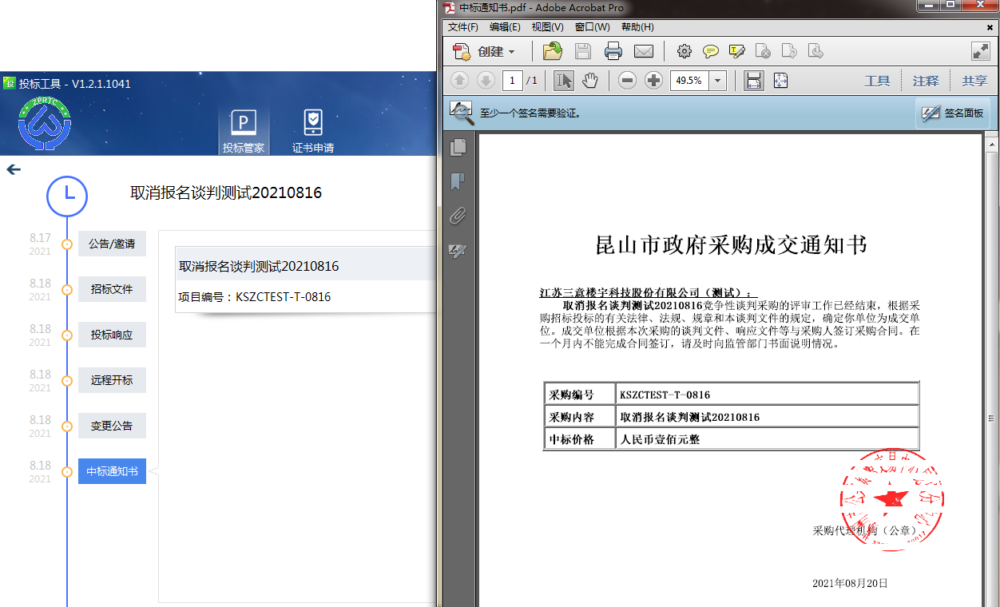 投标工具 - V1.2.1.1041
ZPRTC
投标管家
证书申请
取消报名谈判测试20210816
8.17
2021
公告/邀请
8.18
2021
招标文件
8.18
2021
投标响应
8.18
2021
远程开标
8.18
2021
变更公告
8.18
2021
中标通知书
取消报名谈判测试20210816
项目编号：KSZCTEST-T-0816
中标通知书.pdf - Adobe Acrobat Pro
文件(F) 编辑(E) 视图(V) 窗口(W) 帮助(H)
创建
1 / 1
49.5%
工具 注释 共享
至少一个签名需要验证。
签名面板
昆山市政府采购成交通知书
江苏三意楼宇科技股份有限公司（测试）：
取消报名谈判测试20210816竞争性谈判采购的评审工作已经结束，根据采
购招标投标的有关法律、法规、规章和本谈判文件的规定，确定你单位为成交单
位。成交单位根据本次采购的谈判文件、响应文件等与采购人签订采购合同。在
一个月内不能完成合同签订，请及时向监管部门书面说明情况。
采购编号 KSZCTEST-T-0816
采购内容 取消报名谈判测试20210816
中标价格 人民币壹佰元整
采购代理机构（公章）
2021年08月20日